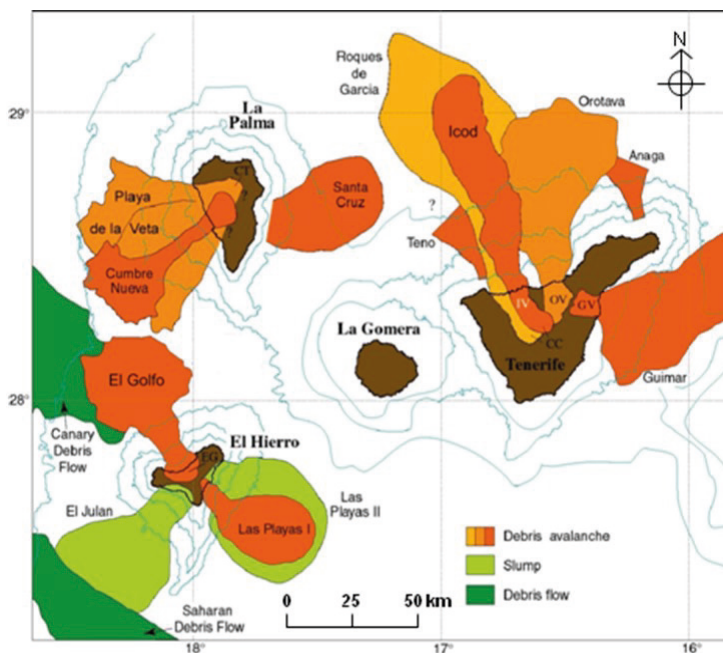 N
29°
28°
18°
17°
16°
La
Palma
CT
?
?
Playa
de la Veta
Cumbre
Nueva
Santa
Cruz
Roques
de
Garcia
Icod
Orotava
Anaga
?
Teno
IV
OV
GV
CC
Tenerife
Guimar
La Gomera
El Golfo
Canary
Debris
Flow
El Hierro
EG
El Julan
Las Playas I
Las
Playas II
Saharan
Debris Flow
Debris avalanche
Slump
Debris flow
0 25 50 km